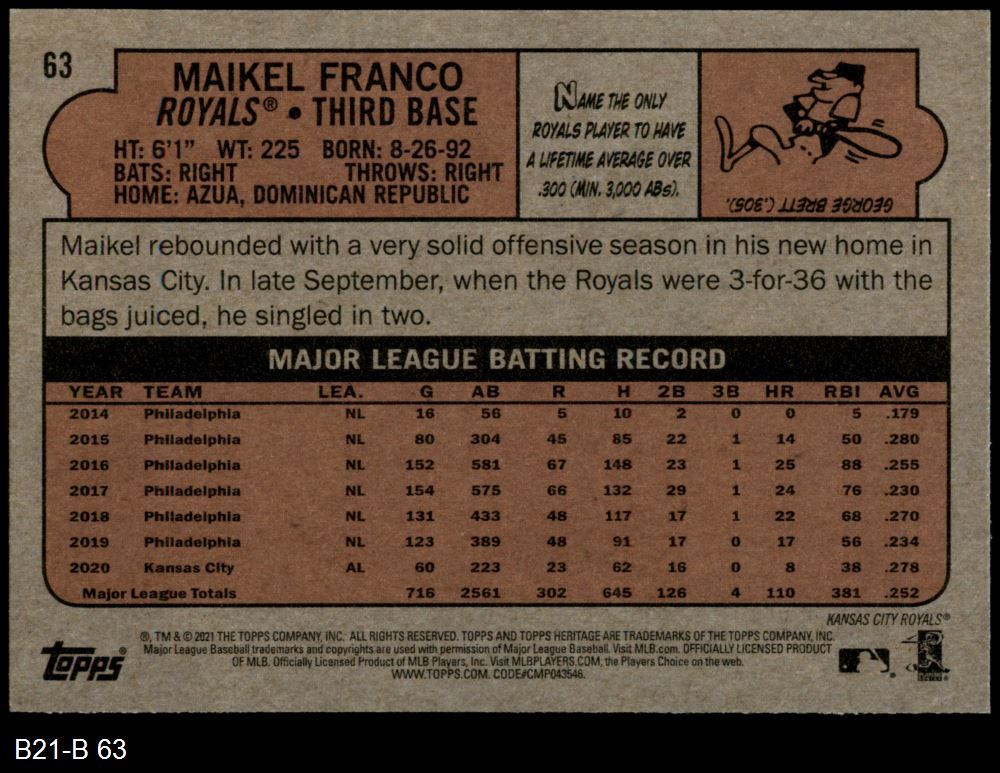 63
MAIKEL FRANCO
ROYALS® • THIRD BASE
HT: 6'1" WT: 225 BORN: 8-26-92
BATS: RIGHT THROWS: RIGHT
HOME: AZUA, DOMINICAN REPUBLIC
NAME THE ONLY
ROYALS PLAYER TO HAVE
A LIFETIME AVERAGE OVER
.300 (MIN. 3,000 ABs).
GEORGE BRETT (.305).
Maikel rebounded with a very solid offensive season in his new home in
Kansas City. In late September, when the Royals were 3-for-36 with the
bags juiced, he singled in two.
MAJOR LEAGUE BATTING RECORD
YEAR TEAM LEA. G AB R H 2B 3B HR RBI AVG
2014 Philadelphia NL 16 56 5 10 2 0 0 5 .179
2015 Philadelphia NL 80 304 45 85 22 1 14 50 .280
2016 Philadelphia NL 152 581 67 148 23 1 25 88 .255
2017 Philadelphia NL 154 575 66 132 29 1 24 76 .230
2018 Philadelphia NL 131 433 48 117 17 1 22 68 .270
2019 Philadelphia NL 123 389 48 91 17 0 17 56 .234
2020 Kansas City AL 60 223 23 62 16 0 8 38 .278
Major League Totals 716 2561 302 645 126 4 110 381 .252
KANSAS CITY ROYALS®
topps®
®, TM & © 2021 THE TOPPS COMPANY, INC. ALL RIGHTS RESERVED. TOPPS AND TOPPS HERITAGE ARE TRADEMARKS OF THE TOPPS COMPANY, INC.
Major League Baseball trademarks and copyrights are used with permission of Major League Baseball. Visit MLB.com. OFFICIALLY LICENSED PRODUCT
OF MLB. Officially Licensed Product of MLB Players, Inc. Visit MLBPLAYERS.COM, the Players Choice on the web.
WWW.TOPPS.COM. CODE#CMP043546.
B21-B 63